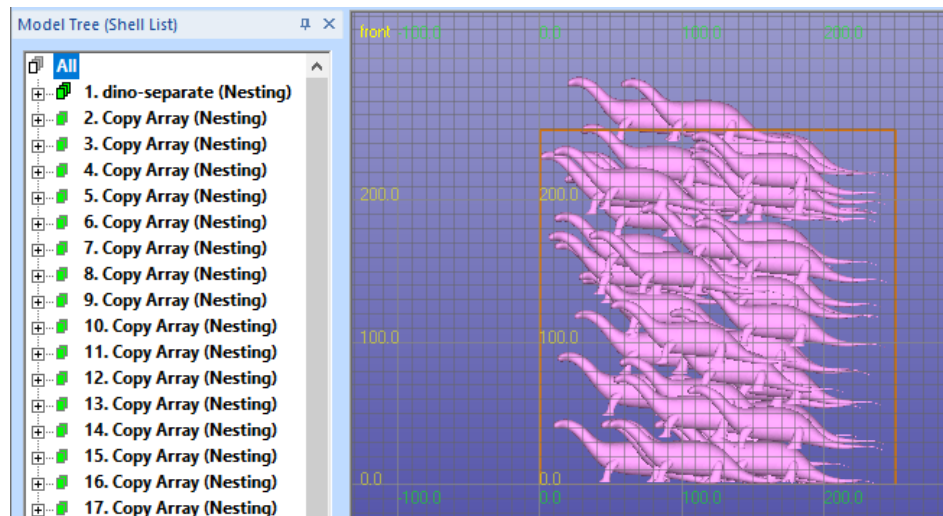 Model Tree (Shell List)
All
1. dino-separate (Nesting)
2. Copy Array (Nesting)
3. Copy Array (Nesting)
4. Copy Array (Nesting)
5. Copy Array (Nesting)
6. Copy Array (Nesting)
7. Copy Array (Nesting)
8. Copy Array (Nesting)
9. Copy Array (Nesting)
10. Copy Array (Nesting)
11. Copy Array (Nesting)
12. Copy Array (Nesting)
13. Copy Array (Nesting)
14. Copy Array (Nesting)
15. Copy Array (Nesting)
16. Copy Array (Nesting)
17. Copy Array (Nesting)
front -100.0 0.0 100.0 200.0
200.0 200.0
100.0 100.0
0.0 0.0
-100.0 0.0 100.0 200.0